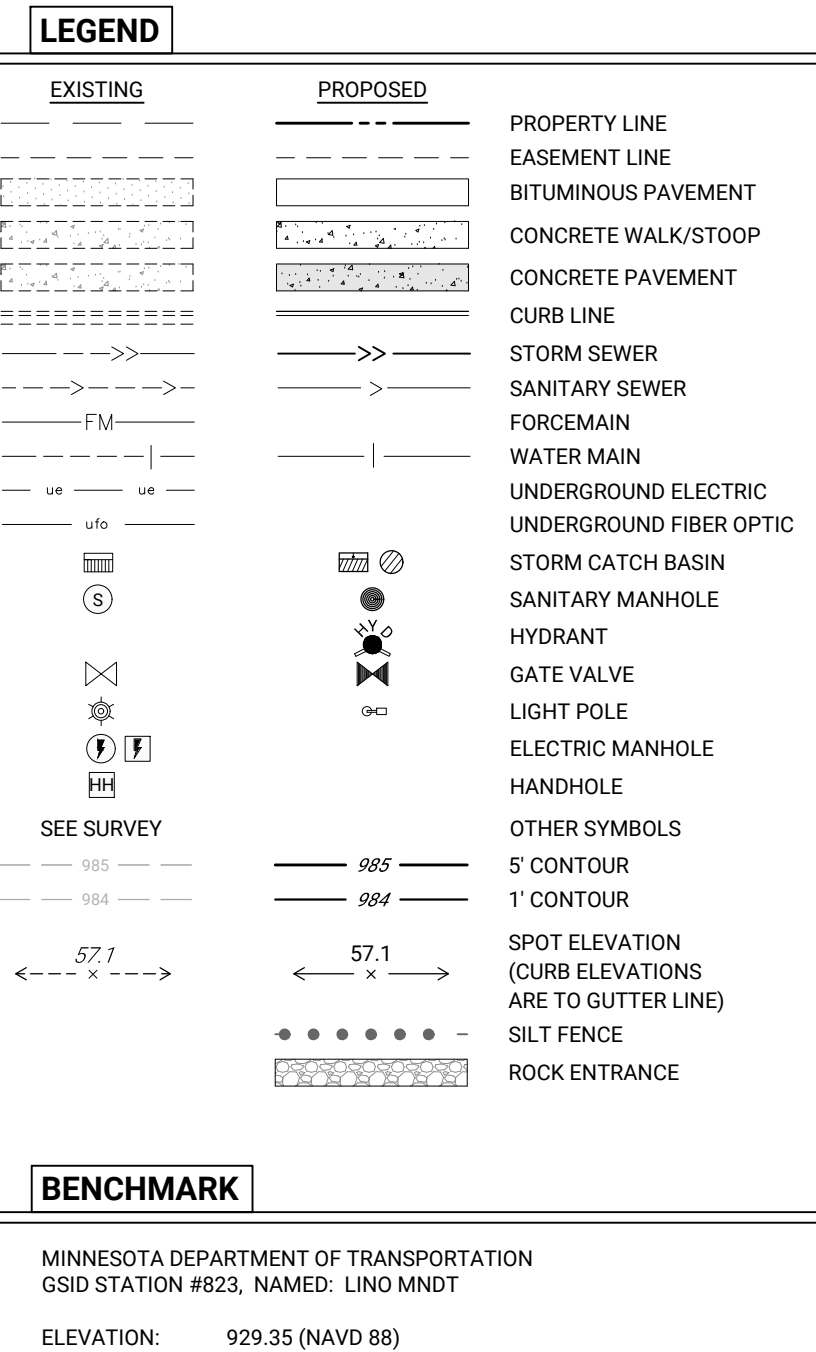 LEGEND
EXISTING PROPOSED
PROPERTY LINE
EASEMENT LINE
BITUMINOUS PAVEMENT
CONCRETE WALK/STOOP
CONCRETE PAVEMENT
CURB LINE
>> >> STORM SEWER
> > > SANITARY SEWER
FM FORCEMAIN
WATER MAIN
ue ue UNDERGROUND ELECTRIC
ufo UNDERGROUND FIBER OPTIC
STORM CATCH BASIN
S SANITARY MANHOLE
HYD HYDRANT
GATE VALVE
LIGHT POLE
ELECTRIC MANHOLE
HH HANDHOLE
SEE SURVEY OTHER SYMBOLS
985 985 5' CONTOUR
984 984 1' CONTOUR
57.1 57.1 SPOT ELEVATION
× × (CURB ELEVATIONS
ARE TO GUTTER LINE)
SILT FENCE
ROCK ENTRANCE
BENCHMARK
MINNESOTA DEPARTMENT OF TRANSPORTATION
GSID STATION #823, NAMED: LINO MNDT
ELEVATION: 929.35 (NAVD 88)